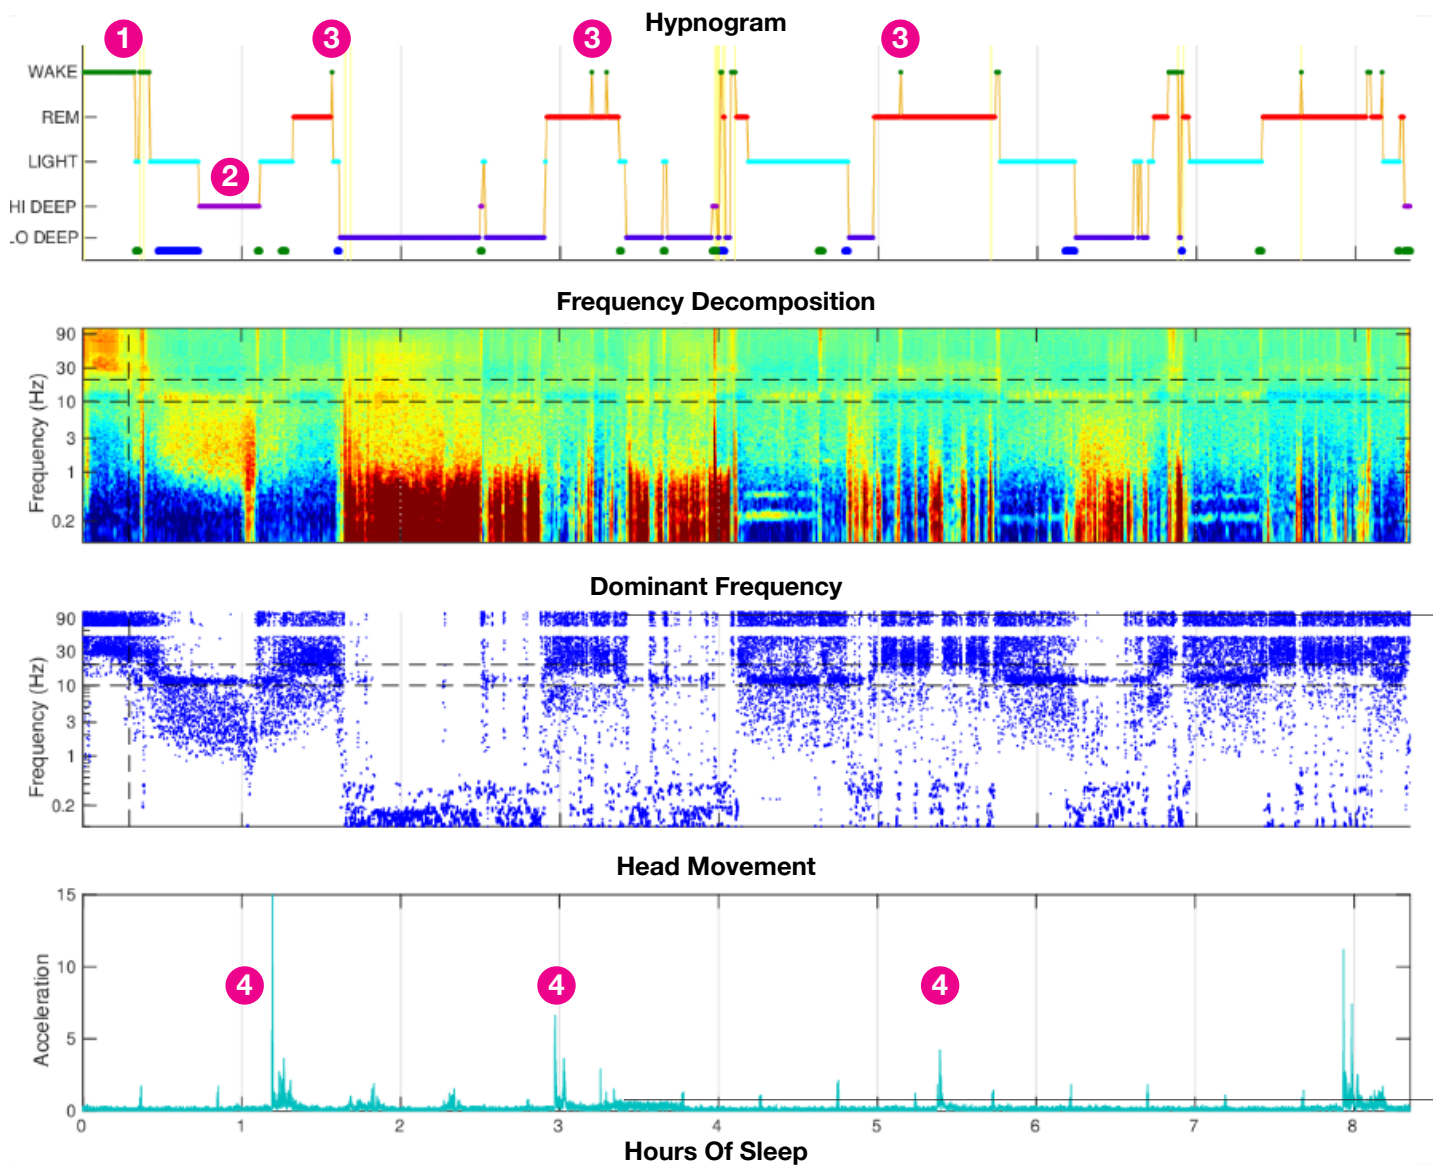 Hypnogram
1 3 3 3
WAKE
REM
LIGHT
2
HI DEEP
LO DEEP
Frequency Decomposition
Frequency (Hz)
90
30
10
3
1
0.2
Dominant Frequency
Frequency (Hz)
90
30
10
3
1
0.2
Head Movement
Acceleration
15
10
5
0
4 4 4
0 1 2 3 4 5 6 7 8
Hours Of Sleep